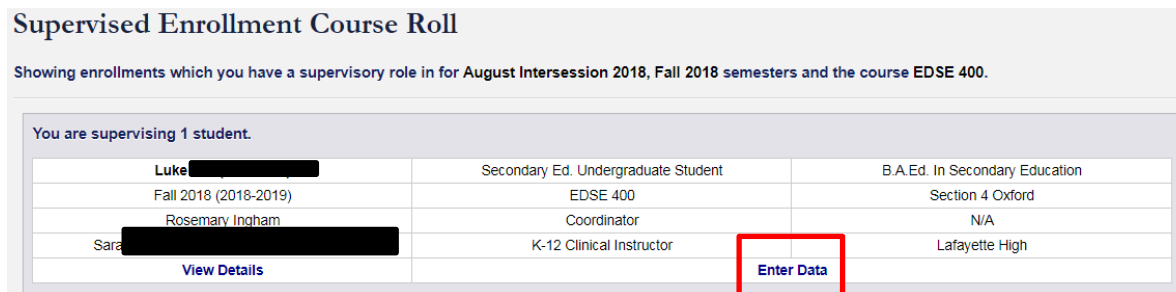 Supervised Enrollment Course Roll
Showing enrollments which you have a supervisory role in for August Intersession 2018, Fall 2018 semesters and the course EDSE 400.
You are supervising 1 student.
Luke Secondary Ed. Undergraduate Student B.A.Ed. In Secondary Education
Fall 2018 (2018-2019) EDSE 400 Section 4 Oxford
Rosemary Ingham Coordinator N/A
Sara K-12 Clinical Instructor Lafayette High
View Details Enter Data